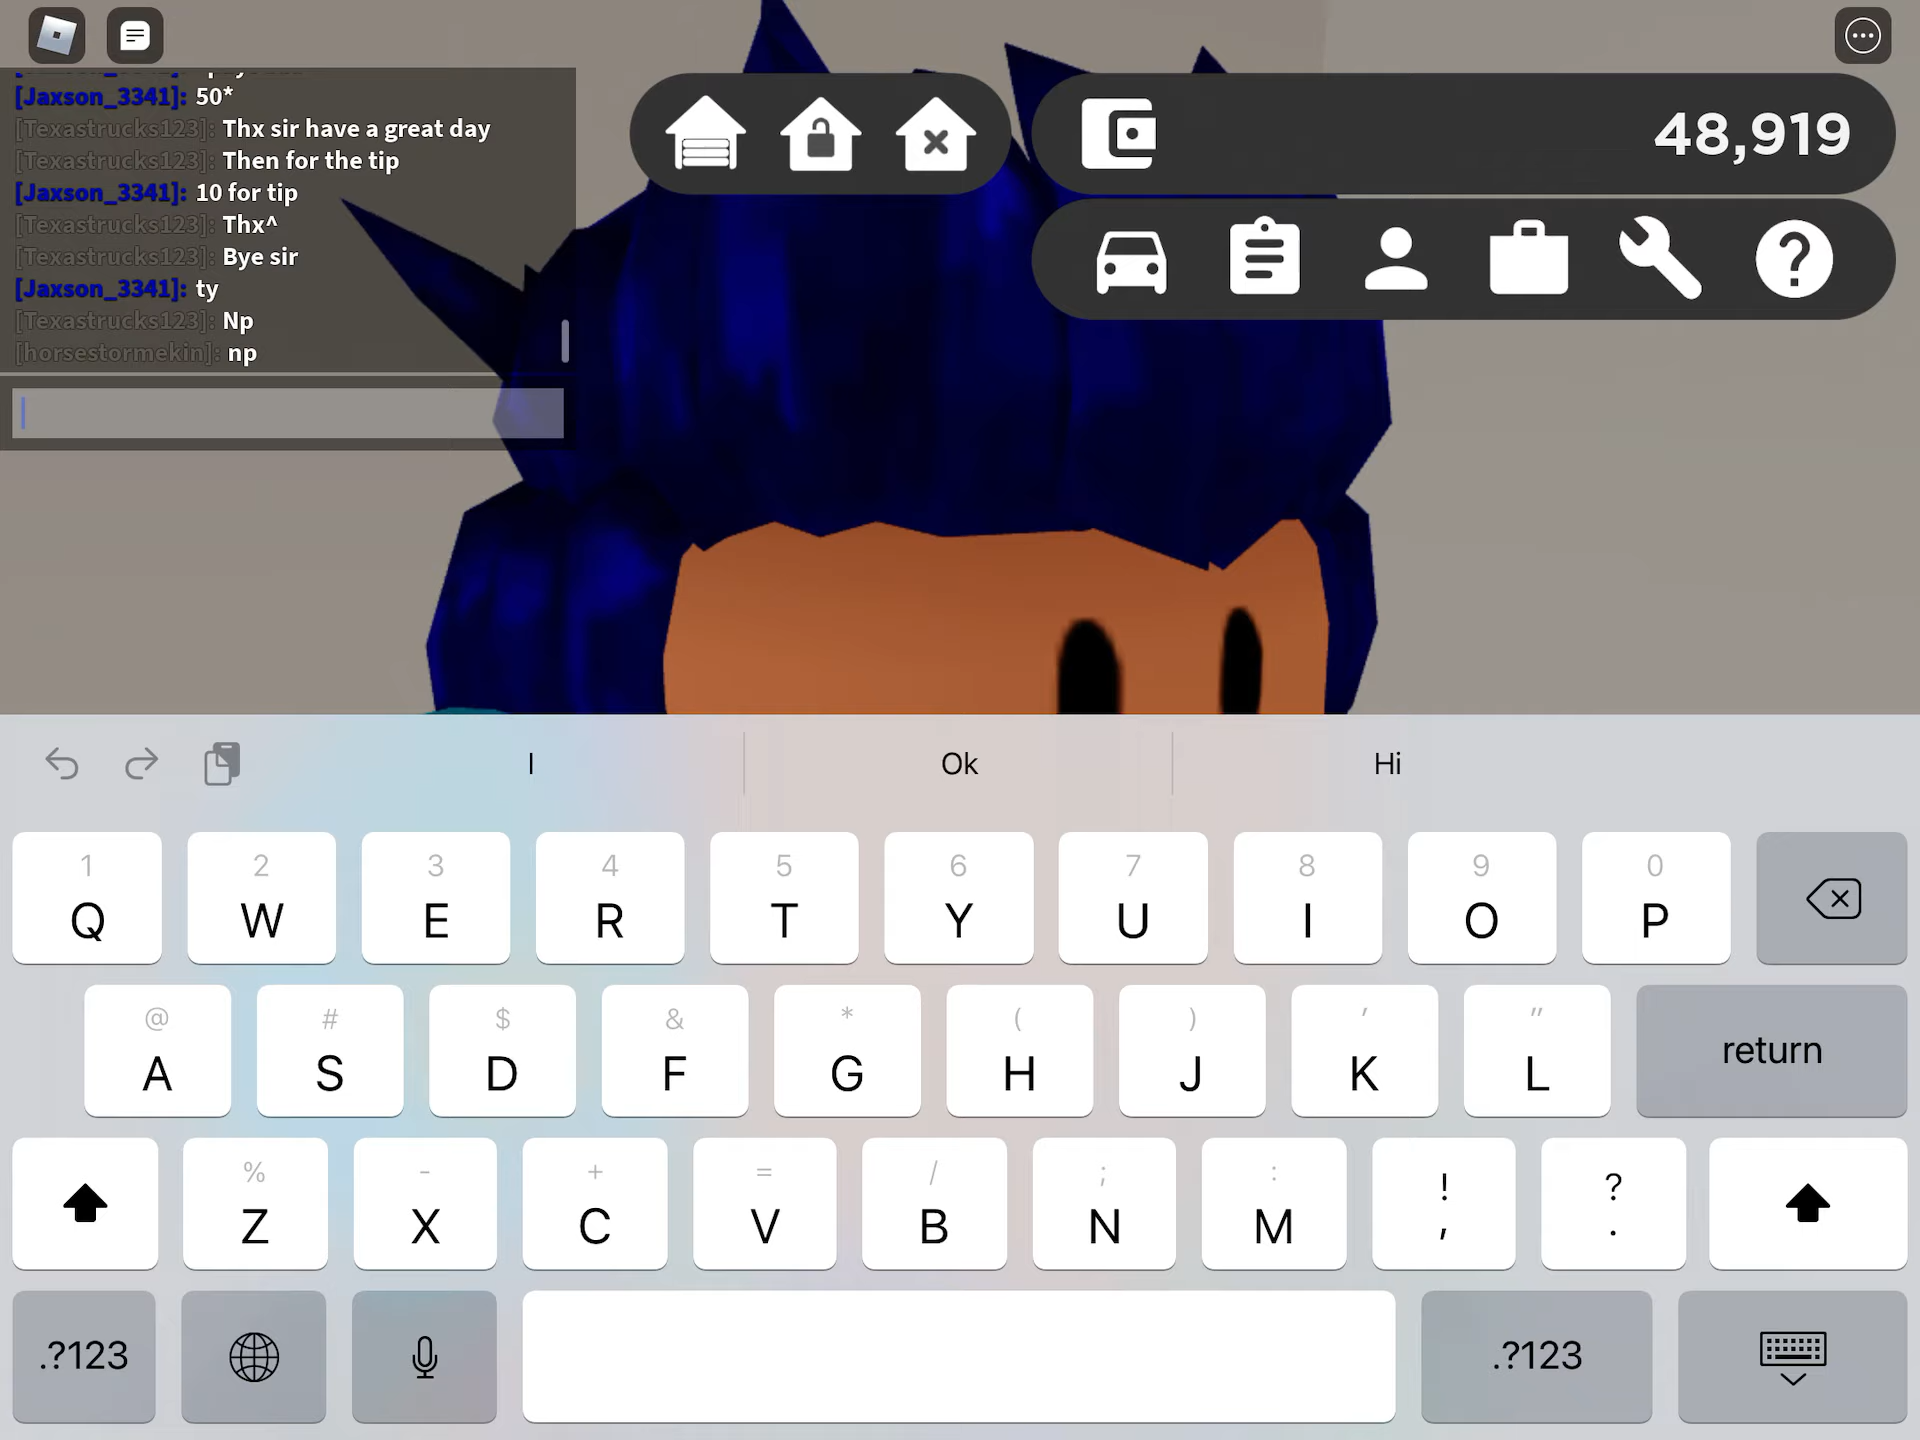 [Jaxson_3341]: 50*
[Texastrucks123]: Thx sir have a great day
[Texastrucks123]: Then for the tip
[Jaxson_3341]: 10 for tip
[Texastrucks123]: Thx^
[Texastrucks123]: Bye sir
[Jaxson_3341]: ty
[Texastrucks123]: Np
[horsestormekin]: np
48,919
I Ok Hi
1 2 3 4 5 6 7 8 9 0
Q W E R T Y U I O P
@ # $ & * ( ) ' "
A S D F G H J K L return
% - + = / ; : ! ?
Z X C V B N M , .
.?123 .?123